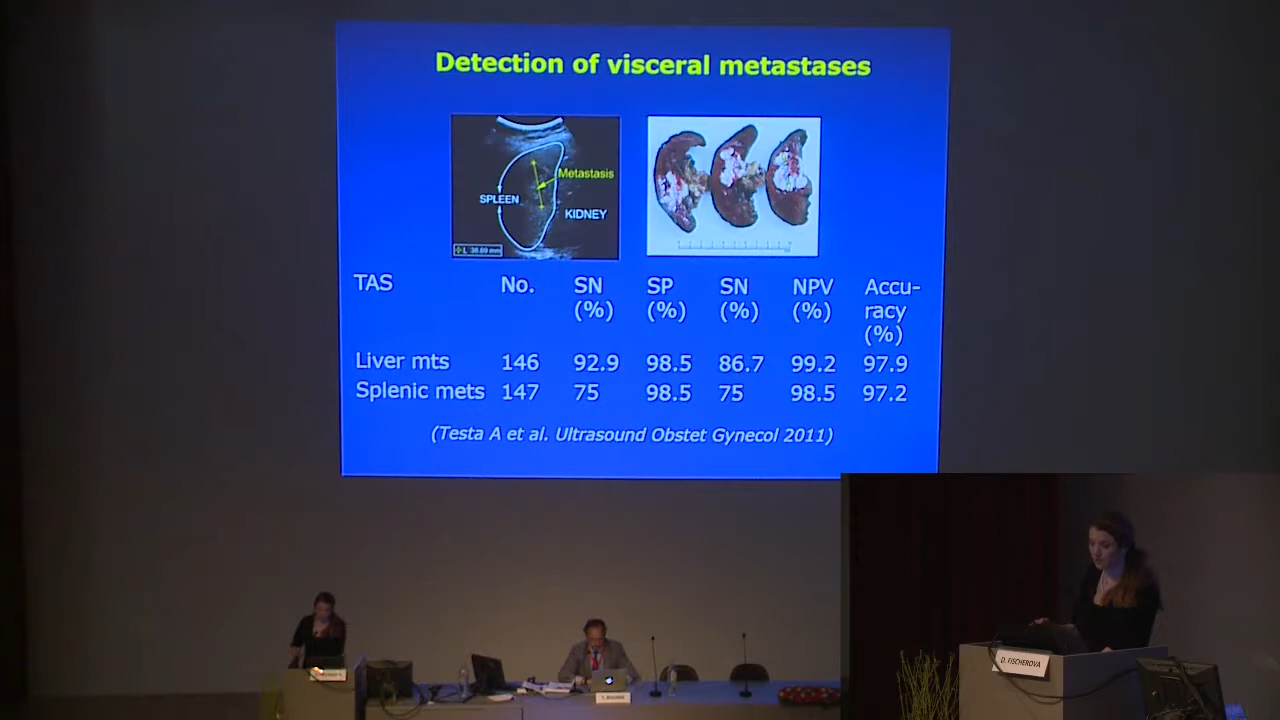 Detection of visceral metastases
Metastasis
SPLEEN
KIDNEY
TAS No. SN (%) SP (%) SN (%) NPV (%) Accu-racy (%)
Liver mts 146 92.9 98.5 86.7 99.2 97.9
Splenic mets 147 75 98.5 75 98.5 97.2
(Testa A et al. Ultrasound Obstet Gynecol 2011)
D. FISCHEROVA